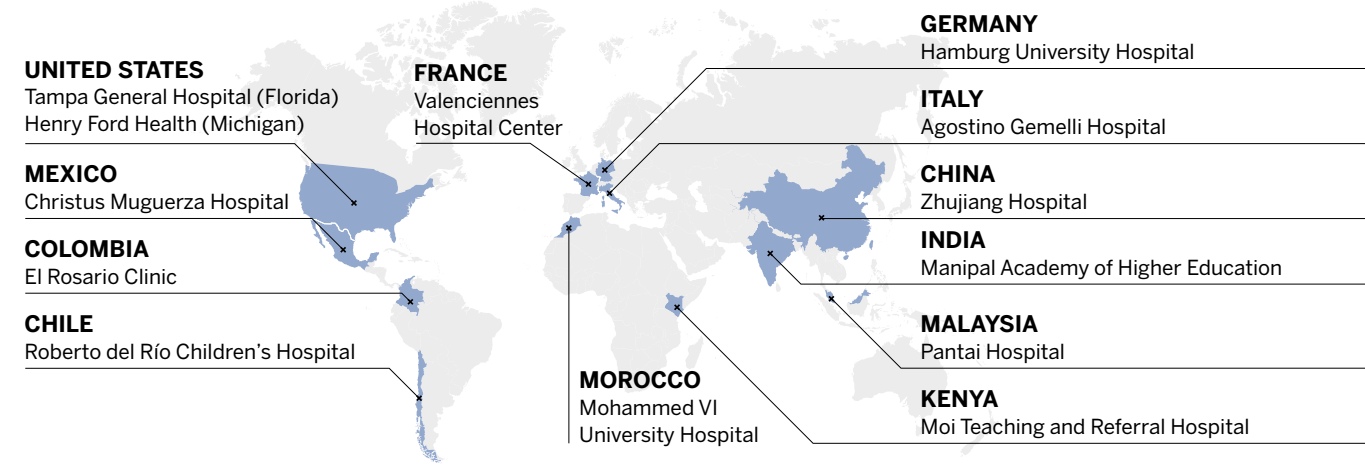 UNITED STATES
Tampa General Hospital (Florida)
Henry Ford Health (Michigan)
MEXICO
Christus Muguerza Hospital
COLOMBIA
El Rosario Clinic
CHILE
Roberto del Río Children’s Hospital
FRANCE
Valenciennes
Hospital Center
MOROCCO
Mohammed VI
University Hospital
GERMANY
Hamburg University Hospital
ITALY
Agostino Gemelli Hospital
CHINA
Zhujiang Hospital
INDIA
Manipal Academy of Higher Education
MALAYSIA
Pantai Hospital
KENYA
Moi Teaching and Referral Hospital